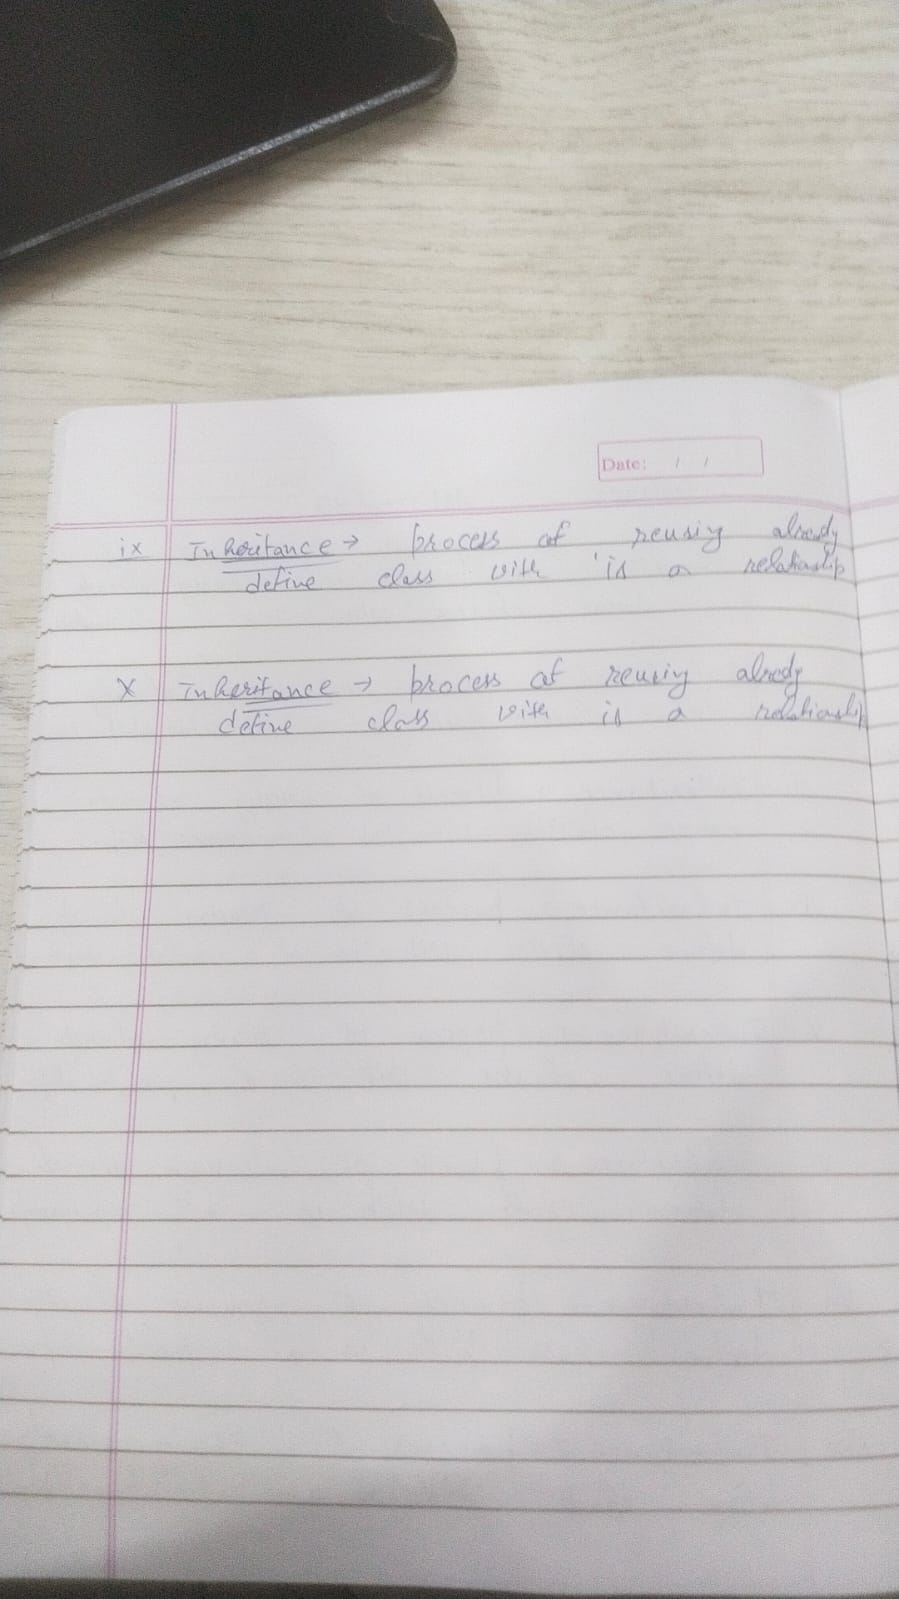 Date: / /
ix Inheritance → process of reusing already
define class with 'is a relationship
x Inheritance → process of reusing already
define class with is a relationship